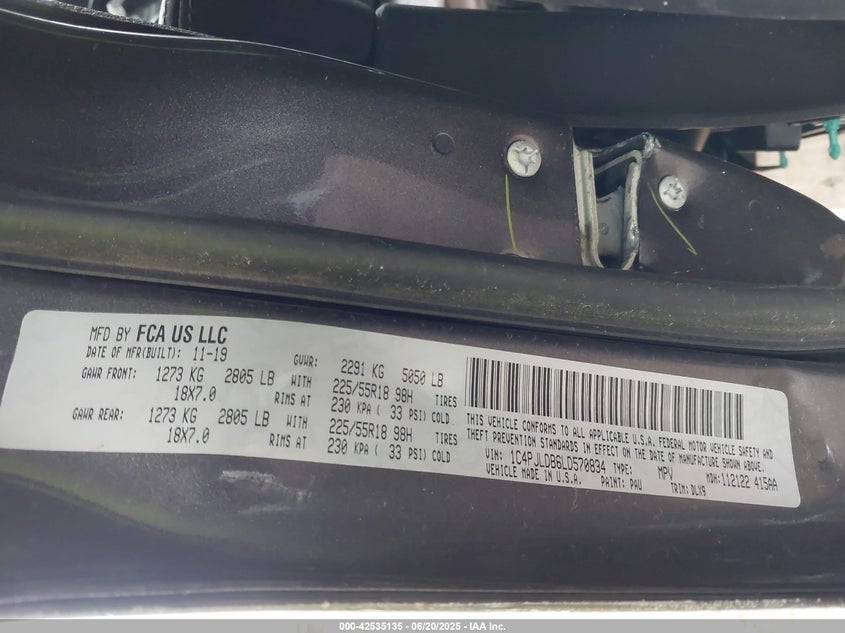 MFD BY FCA US LLC
DATE OF MFR(BUILT): 11-19 GVWR: 2291 KG 5050 LB
GAWR FRONT: 1273 KG 2805 LB WITH 225/55R18 98H TIRES
18X7.0 RIMS AT 230 KPA ( 33 PSI) COLD
GAWR REAR: 1273 KG 2805 LB WITH 225/55R18 98H TIRES
18X7.0 RIMS AT 230 KPA ( 33 PSI) COLD
THIS VEHICLE CONFORMS TO ALL APPLICABLE U.S.A. FEDERAL MOTOR VEHICLE SAFETY AND
THEFT PREVENTION STANDARDS IN EFFECT ON THE DATE OF MANUFACTURE SHOWN ABOVE.
VIN: 1C4PJLDB6LD570834 TYPE: MPV MDH: 112122 415AA
VEHICLE MADE IN U.S.A. PAINT: PAU TRIM: DLX9
000-42535135 - 06/20/2025 - IAA Inc.